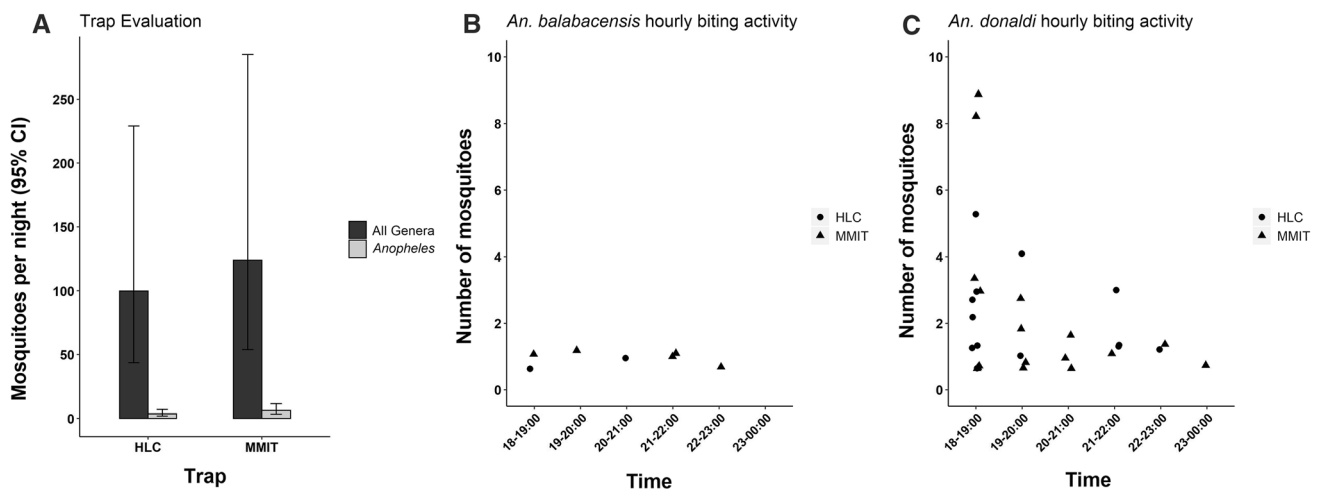 A Trap Evaluation
Mosquitoes per night (95% CI)
250
200
150
100
50
0
HLC MMIT
Trap
All Genera
Anopheles
B An. balabacensis hourly biting activity
Number of mosquitoes
10
8
6
4
2
0
18-19:00 19-20:00 20-21:00 21-22:00 22-23:00 23-00:00
Time
HLC
MMIT
C An. donaldi hourly biting activity
Number of mosquitoes
10
8
6
4
2
0
18-19:00 19-20:00 20-21:00 21-22:00 22-23:00 23-00:00
Time
HLC
MMIT